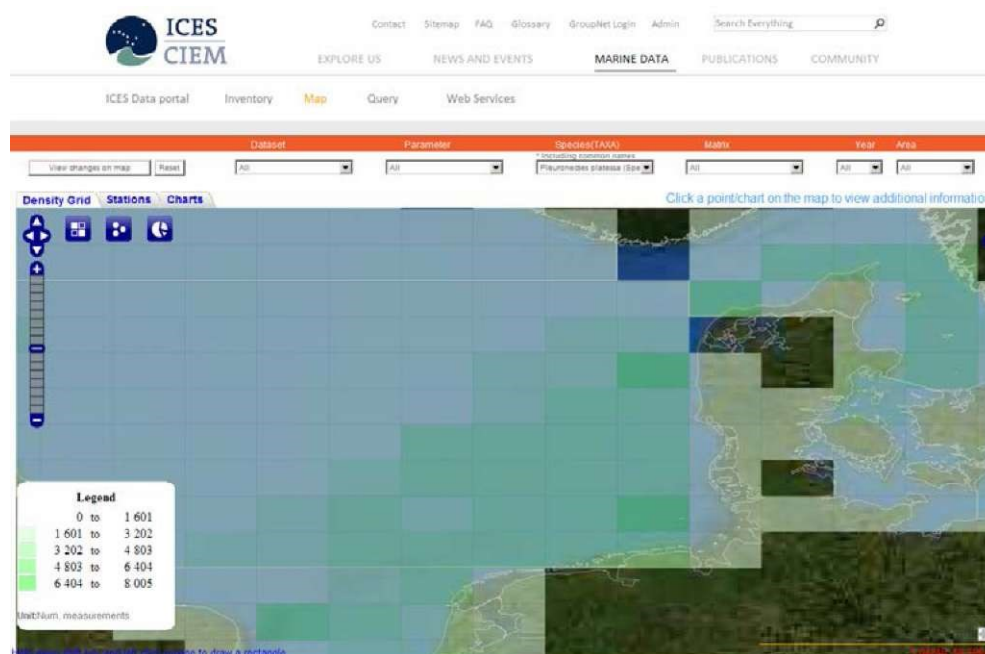 ICES
CIEM
Contact Sitemap FAQ Glossary GroupNet Login Admin Search Everything
EXPLORE US NEWS AND EVENTS MARINE DATA PUBLICATIONS COMMUNITY
ICES Data portal Inventory Map Query Web Services
Dataset Parameter Species(TAXA) Matrix Year Area
* Including common names
View changes on map Reset All All Pleuronectes platessa (Spe All All All
Density Grid Stations Charts Click a point/chart on the map to view additional informatio
Legend
0 to 1 601
1 601 to 3 202
3 202 to 4 803
4 803 to 6 404
6 404 to 8 005
Unit:Num. measurements
to draw a rectangle